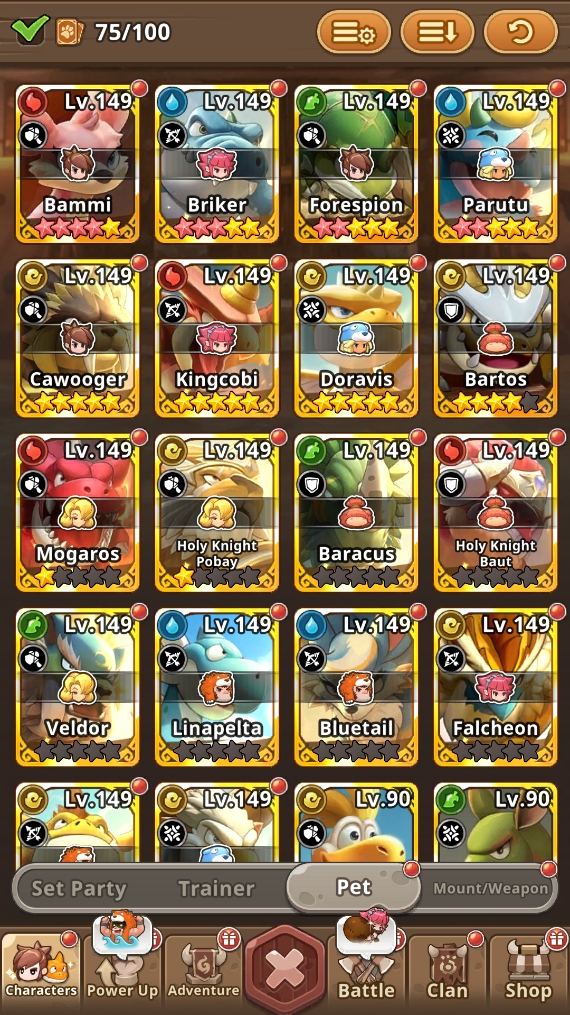 75/100
Lv.149 Lv.149 Lv.149 Lv.149
Bammi Briker Forespion Parutu
Lv.149 Lv.149 Lv.149 Lv.149
Cawooger Kingcobi Doravis Bartos
Lv.149 Lv.149 Lv.149 Lv.149
Mogaros Holy Knight Pobay Baracus Holy Knight Baut
Lv.149 Lv.149 Lv.149 Lv.149
Veldor Linapelta Bluetail Falcheon
Lv.149 Lv.149 Lv.90 Lv.90
Set Party Trainer Pet Mount/Weapon
Characters Power Up Adventure Battle Clan Shop